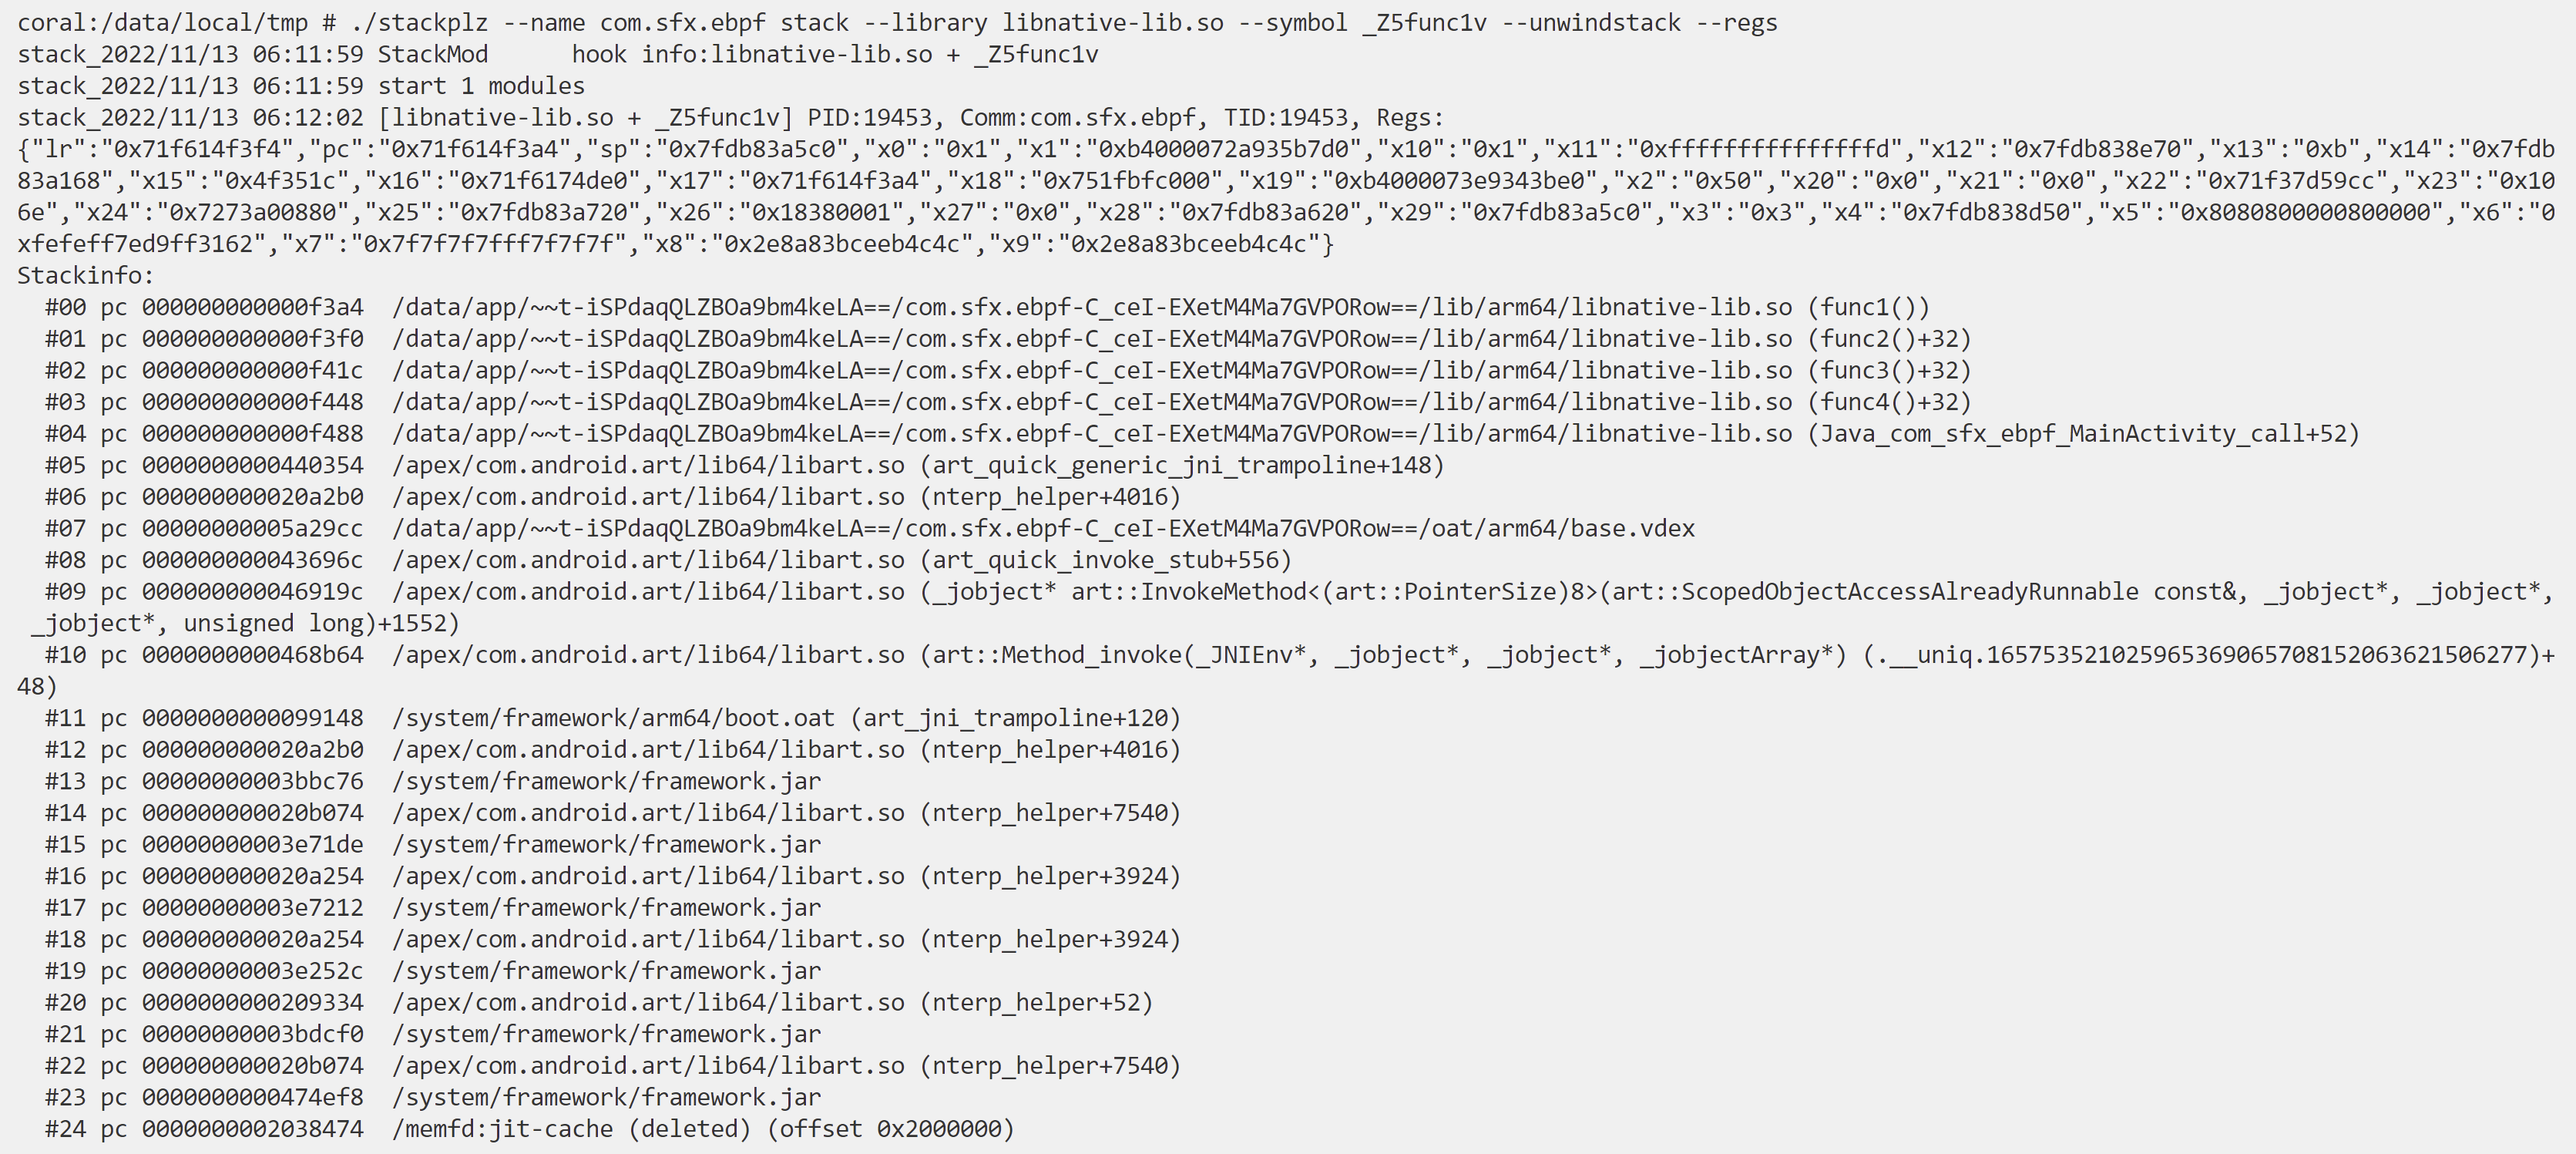 coral:/data/local/tmp # ./stackplz --name com.sfx.ebpf stack --library libnative-lib.so --symbol _Z5func1v --unwindstack --regs
stack_2022/11/13 06:11:59 StackMod      hook info:libnative-lib.so + _Z5func1v
stack_2022/11/13 06:11:59 start 1 modules
stack_2022/11/13 06:12:02 [libnative-lib.so + _Z5func1v] PID:19453, Comm:com.sfx.ebpf, TID:19453, Regs:
{"lr":"0x71f614f3f4","pc":"0x71f614f3a4","sp":"0x7fdb83a5c0","x0":"0x1","x1":"0xb4000072a935b7d0","x10":"0x1","x11":"0xfffffffffffffffd","x12":"0x7fdb838e70","x13":"0xb","x14":"0x7fdb
83a168","x15":"0x4f351c","x16":"0x71f6174de0","x17":"0x71f614f3a4","x18":"0x751fbfc000","x19":"0xb4000073e9343be0","x2":"0x50","x20":"0x0","x21":"0x0","x22":"0x71f37d59cc","x23":"0x10
6e","x24":"0x7273a00880","x25":"0x7fdb83a720","x26":"0x18380001","x27":"0x0","x28":"0x7fdb83a620","x29":"0x7fdb83a5c0","x3":"0x3","x4":"0x7fdb838d50","x5":"0x8080800000800000","x6":"0
xfefeff7ed9ff3162","x7":"0x7f7f7f7fff7f7f7f","x8":"0x2e8a83bceeb4c4c","x9":"0x2e8a83bceeb4c4c"}
Stackinfo:
  #00 pc 000000000000f3a4  /data/app/~~t-iSPdaqQLZBOa9bm4keLA==/com.sfx.ebpf-C_ceI-EXetM4Ma7GVPORow==/lib/arm64/libnative-lib.so (func1())
  #01 pc 000000000000f3f0  /data/app/~~t-iSPdaqQLZBOa9bm4keLA==/com.sfx.ebpf-C_ceI-EXetM4Ma7GVPORow==/lib/arm64/libnative-lib.so (func2()+32)
  #02 pc 000000000000f41c  /data/app/~~t-iSPdaqQLZBOa9bm4keLA==/com.sfx.ebpf-C_ceI-EXetM4Ma7GVPORow==/lib/arm64/libnative-lib.so (func3()+32)
  #03 pc 000000000000f448  /data/app/~~t-iSPdaqQLZBOa9bm4keLA==/com.sfx.ebpf-C_ceI-EXetM4Ma7GVPORow==/lib/arm64/libnative-lib.so (func4()+32)
  #04 pc 000000000000f488  /data/app/~~t-iSPdaqQLZBOa9bm4keLA==/com.sfx.ebpf-C_ceI-EXetM4Ma7GVPORow==/lib/arm64/libnative-lib.so (Java_com_sfx_ebpf_MainActivity_call+52)
  #05 pc 0000000000440354  /apex/com.android.art/lib64/libart.so (art_quick_generic_jni_trampoline+148)
  #06 pc 000000000020a2b0  /apex/com.android.art/lib64/libart.so (nterp_helper+4016)
  #07 pc 00000000005a29cc  /data/app/~~t-iSPdaqQLZBOa9bm4keLA==/com.sfx.ebpf-C_ceI-EXetM4Ma7GVPORow==/oat/arm64/base.vdex
  #08 pc 000000000043696c  /apex/com.android.art/lib64/libart.so (art_quick_invoke_stub+556)
  #09 pc 000000000046919c  /apex/com.android.art/lib64/libart.so (_jobject* art::InvokeMethod<(art::PointerSize)8>(art::ScopedObjectAccessAlreadyRunnable const&, _jobject*, _jobject*,
 _jobject*, unsigned long)+1552)
  #10 pc 0000000000468b64  /apex/com.android.art/lib64/libart.so (art::Method_invoke(_JNIEnv*, _jobject*, _jobject*, _jobjectArray*) (.__uniq.165753521025965369065708152063621506277)+
48)
  #11 pc 0000000000099148  /system/framework/arm64/boot.oat (art_jni_trampoline+120)
  #12 pc 000000000020a2b0  /apex/com.android.art/lib64/libart.so (nterp_helper+4016)
  #13 pc 00000000003bbc76  /system/framework/framework.jar
  #14 pc 000000000020b074  /apex/com.android.art/lib64/libart.so (nterp_helper+7540)
  #15 pc 00000000003e71de  /system/framework/framework.jar
  #16 pc 000000000020a254  /apex/com.android.art/lib64/libart.so (nterp_helper+3924)
  #17 pc 00000000003e7212  /system/framework/framework.jar
  #18 pc 000000000020a254  /apex/com.android.art/lib64/libart.so (nterp_helper+3924)
  #19 pc 00000000003e252c  /system/framework/framework.jar
  #20 pc 0000000000209334  /apex/com.android.art/lib64/libart.so (nterp_helper+52)
  #21 pc 00000000003bdcf0  /system/framework/framework.jar
  #22 pc 000000000020b074  /apex/com.android.art/lib64/libart.so (nterp_helper+7540)
  #23 pc 0000000000474ef8  /system/framework/framework.jar
  #24 pc 0000000002038474  /memfd:jit-cache (deleted) (offset 0x2000000)